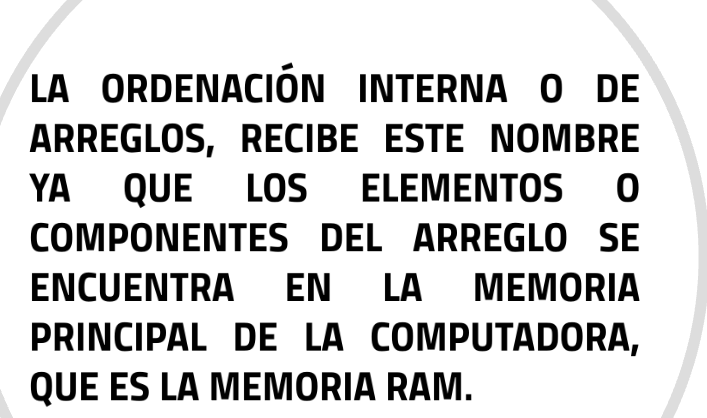 LA ORDENACIÓN INTERNA O DE
ARREGLOS, RECIBE ESTE NOMBRE
YA QUE LOS ELEMENTOS O
COMPONENTES DEL ARREGLO SE
ENCUENTRA EN LA MEMORIA
PRINCIPAL DE LA COMPUTADORA,
QUE ES LA MEMORIA RAM.